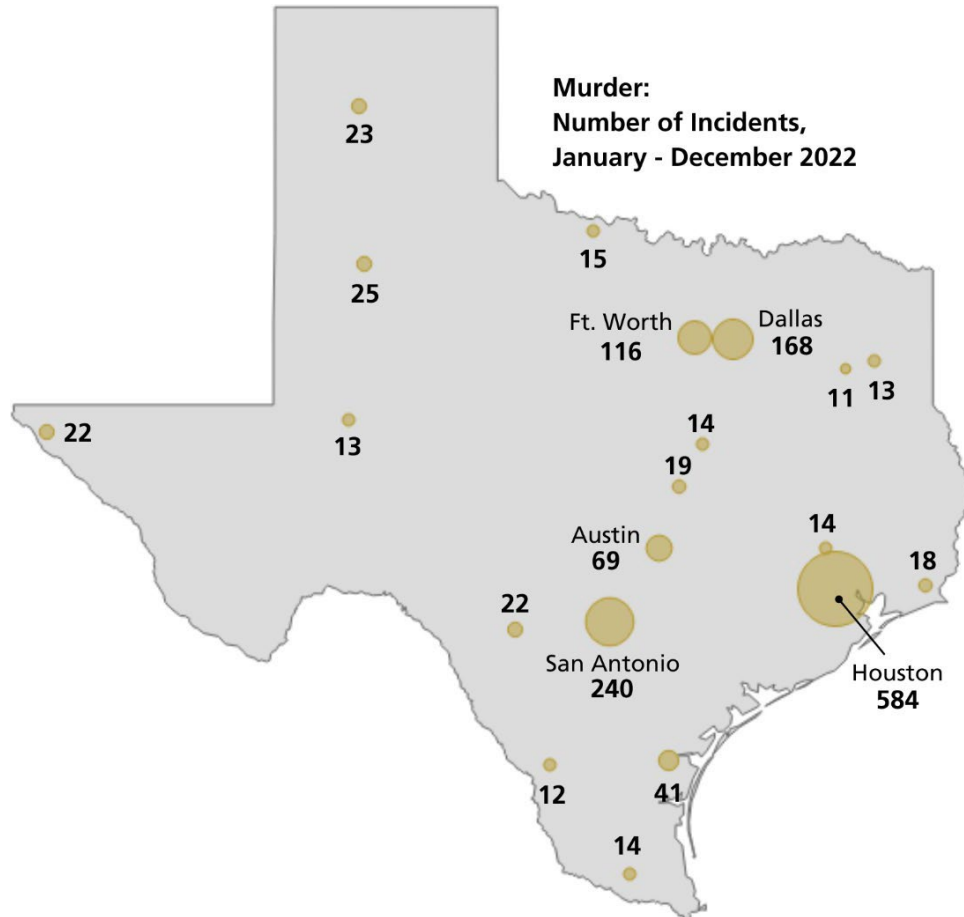 Murder:
Number of Incidents,
January - December 2022
23
15
25
Ft. Worth
116
Dallas
168
11
13
22
13
14
19
Austin
69
14
18
22
San Antonio
240
Houston
584
12
41
14